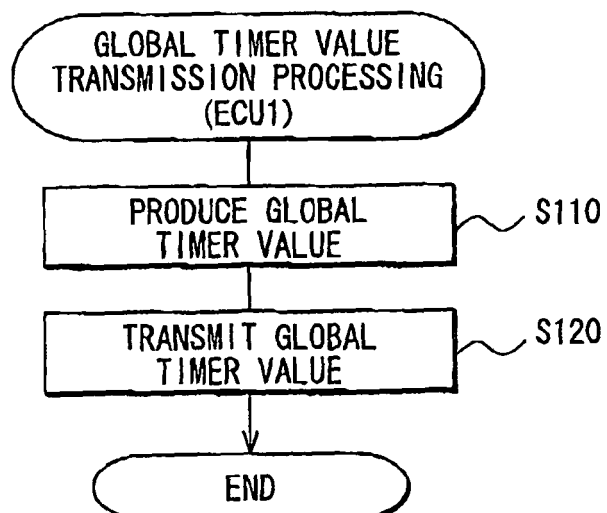 GLOBAL TIMER VALUE
TRANSMISSION PROCESSING
(ECU1)
PRODUCE GLOBAL
TIMER VALUE
S110
TRANSMIT GLOBAL
TIMER VALUE
S120
END